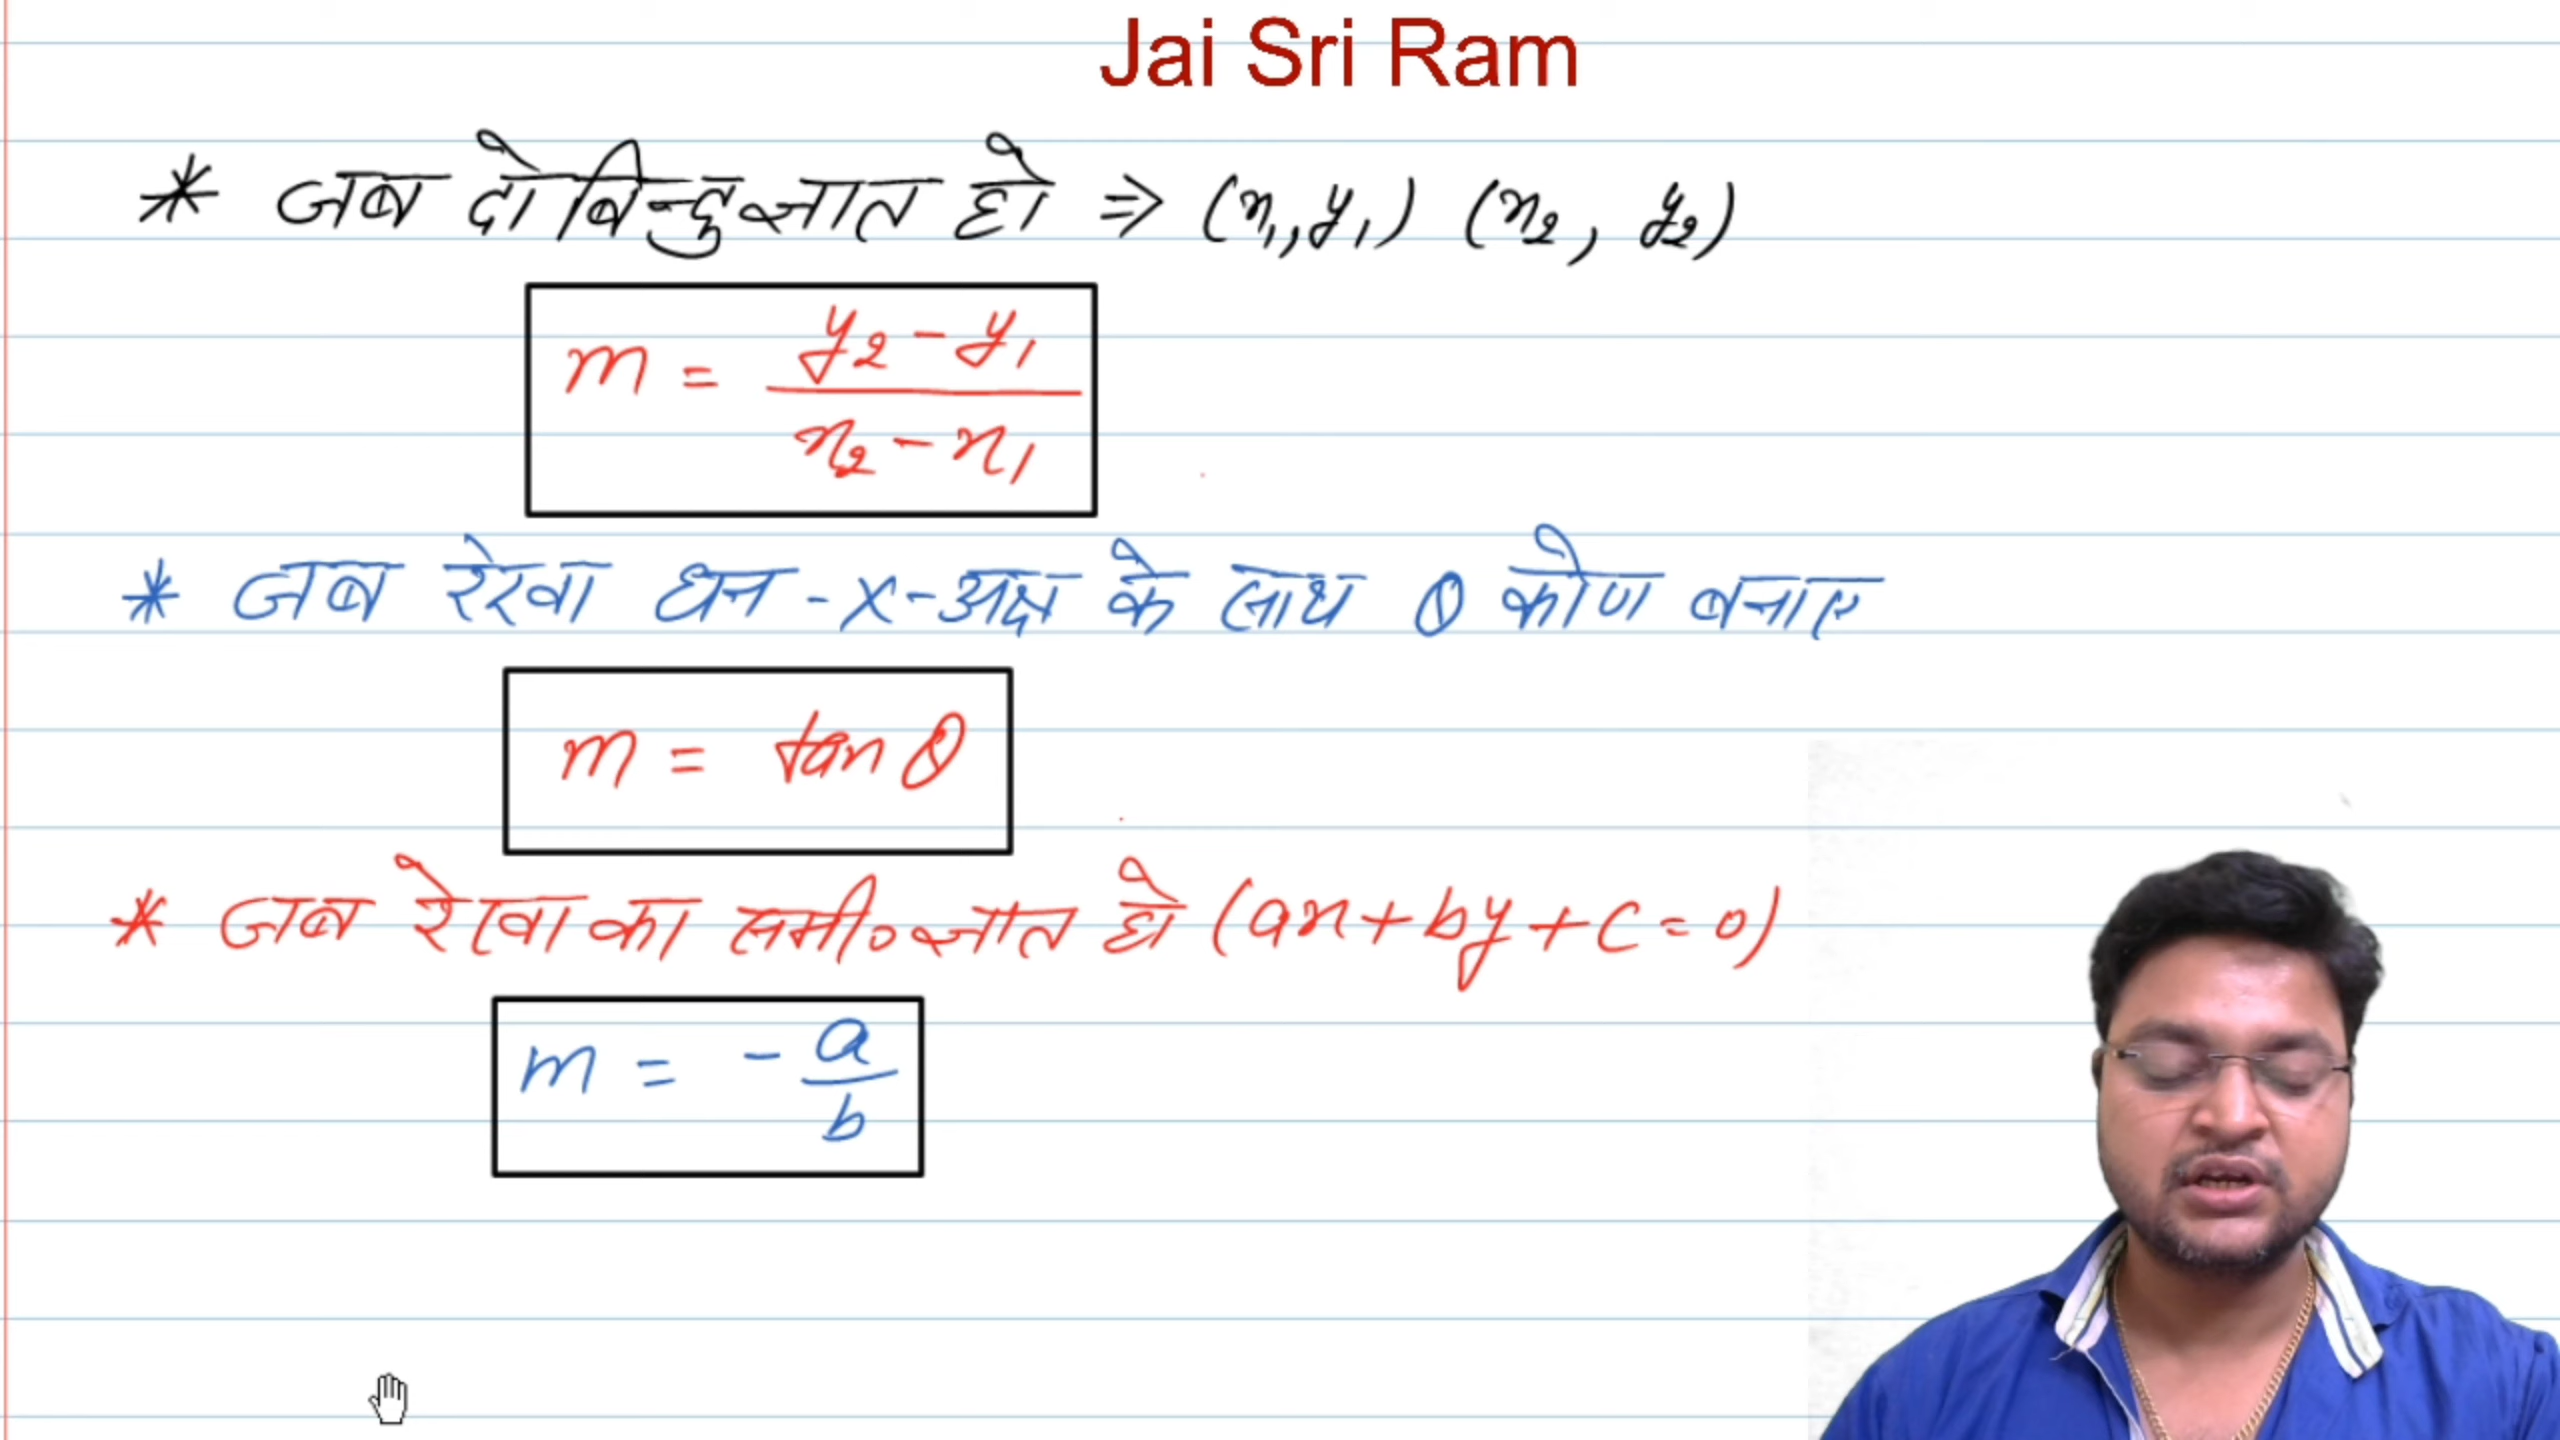 Jai Sri Ram
* जब दो बिन्दु ज्ञात हो ⇒ (x₁,y₁) (x₂, y₂)
m = (y₂ - y₁)/(x₂ - x₁)
* जब रेखा धन - x - अक्ष के साथ θ कोण बनाए
m = tan θ
* जब रेखा का समी० ज्ञात हो (ax+by+c=0)
m = - a/b